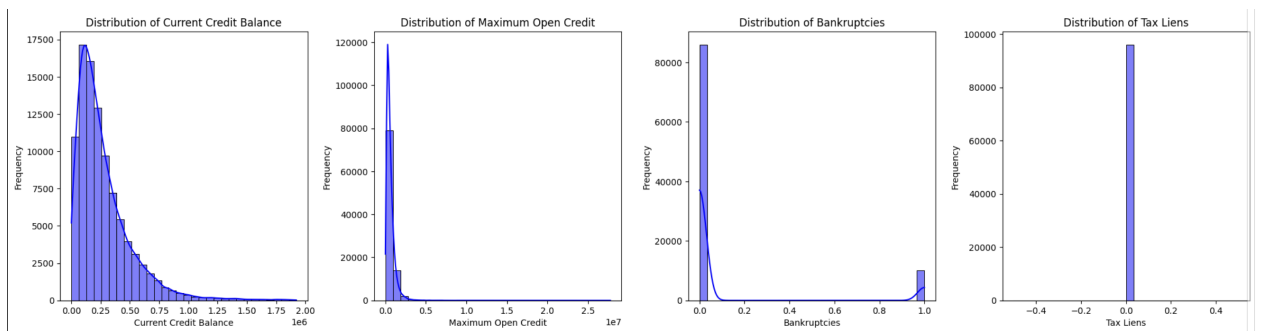 Distribution of Current Credit Balance
17500
15000
12500
10000
7500
5000
2500
0
Frequency
0.00 0.25 0.50 0.75 1.00 1.25 1.50 1.75 2.00
1e6
Current Credit Balance
Distribution of Maximum Open Credit
120000
100000
80000
60000
40000
20000
0
Frequency
0.0 0.5 1.0 1.5 2.0 2.5
1e7
Maximum Open Credit
Distribution of Bankruptcies
80000
60000
40000
20000
0
Frequency
0.0 0.2 0.4 0.6 0.8 1.0
Bankruptcies
Distribution of Tax Liens
100000
80000
60000
40000
20000
0
Frequency
−0.4 −0.2 0.0 0.2 0.4
Tax Liens